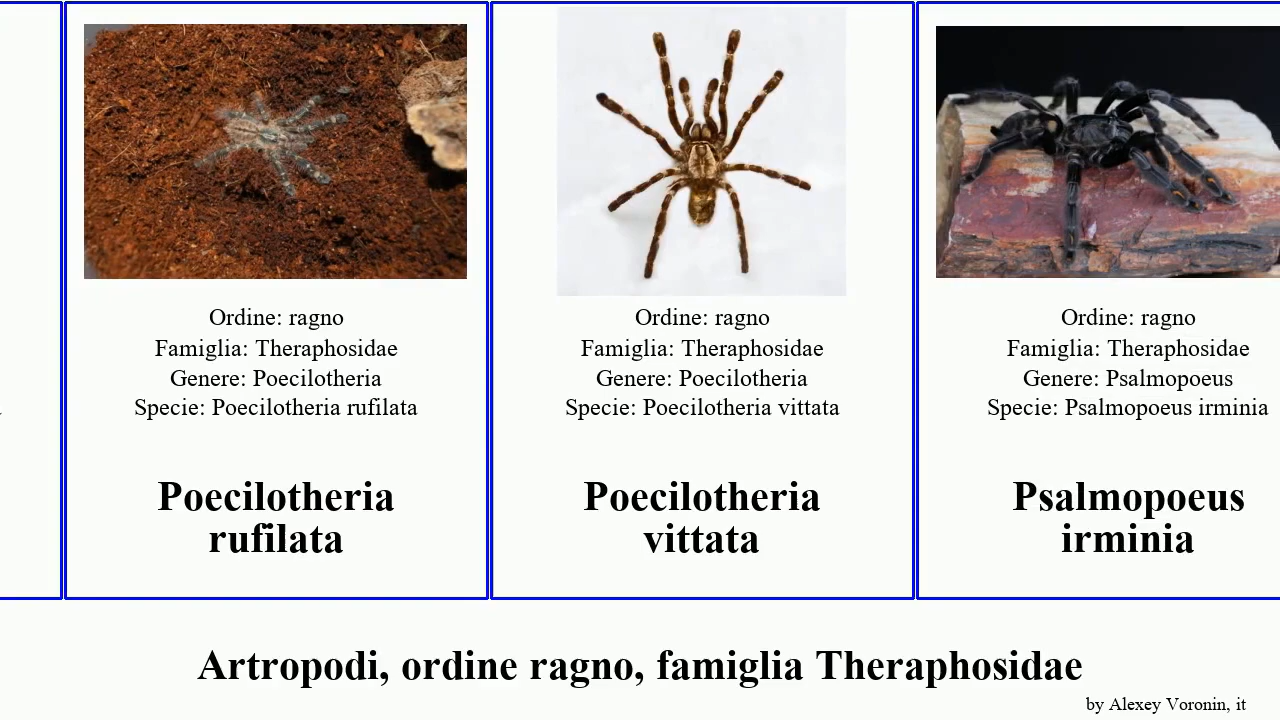 Ordine: ragno
Famiglia: Theraphosidae
Genere: Poecilotheria
Specie: Poecilotheria rufilata
Poecilotheria
rufilata
Ordine: ragno
Famiglia: Theraphosidae
Genere: Poecilotheria
Specie: Poecilotheria vittata
Poecilotheria
vittata
Ordine: ragno
Famiglia: Theraphosidae
Genere: Psalmopoeus
Specie: Psalmopoeus irminia
Psalmopoeus
irminia
Artropodi, ordine ragno, famiglia Theraphosidae
by Alexey Voronin, it